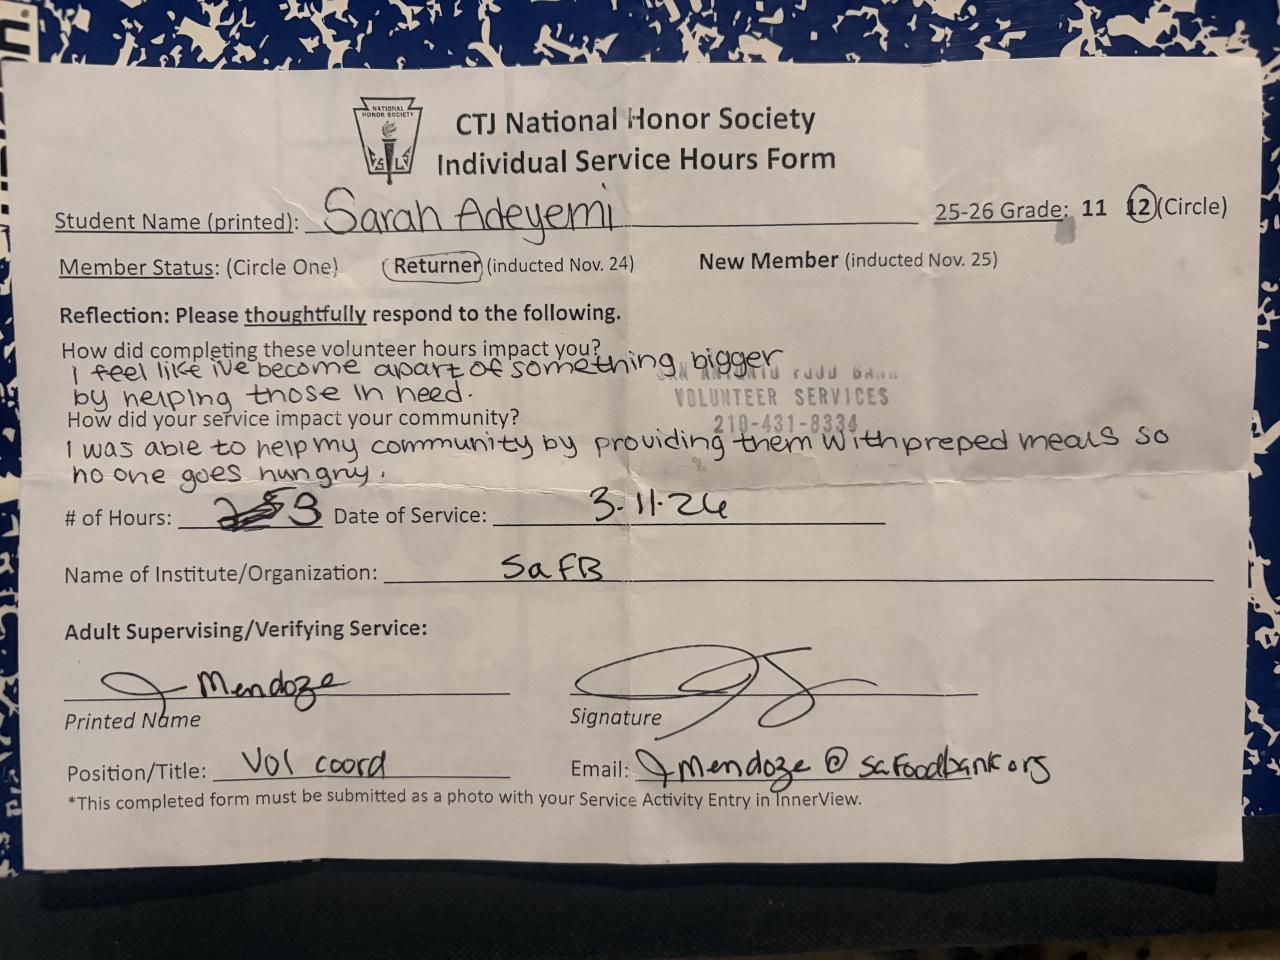 NATIONAL
HONOR SOCIETY
S L
CTJ National Honor Society
Individual Service Hours Form
Student Name (printed): Sarah Adeyemi 25-26 Grade: 11 12 (Circle)
Member Status: (Circle One) Returner (inducted Nov. 24) New Member (inducted Nov. 25)
Reflection: Please thoughtfully respond to the following.
How did completing these volunteer hours impact you?
I feel like ive become apart of something bigger
by helping those in need.
SAN ANTONIO FOOD BANK
VOLUNTEER SERVICES
210-431-8334
How did your service impact your community?
I was able to help my community by providing them with preped meals so
no one goes hungry.
# of Hours: 3 Date of Service: 3-11-26
Name of Institute/Organization: SaFB
Adult Supervising/Verifying Service:
J Mendoze
Printed Name Signature
Position/Title: Vol coord Email: Jmendoze@safoodbank.org
*This completed form must be submitted as a photo with your Service Activity Entry in InnerView.